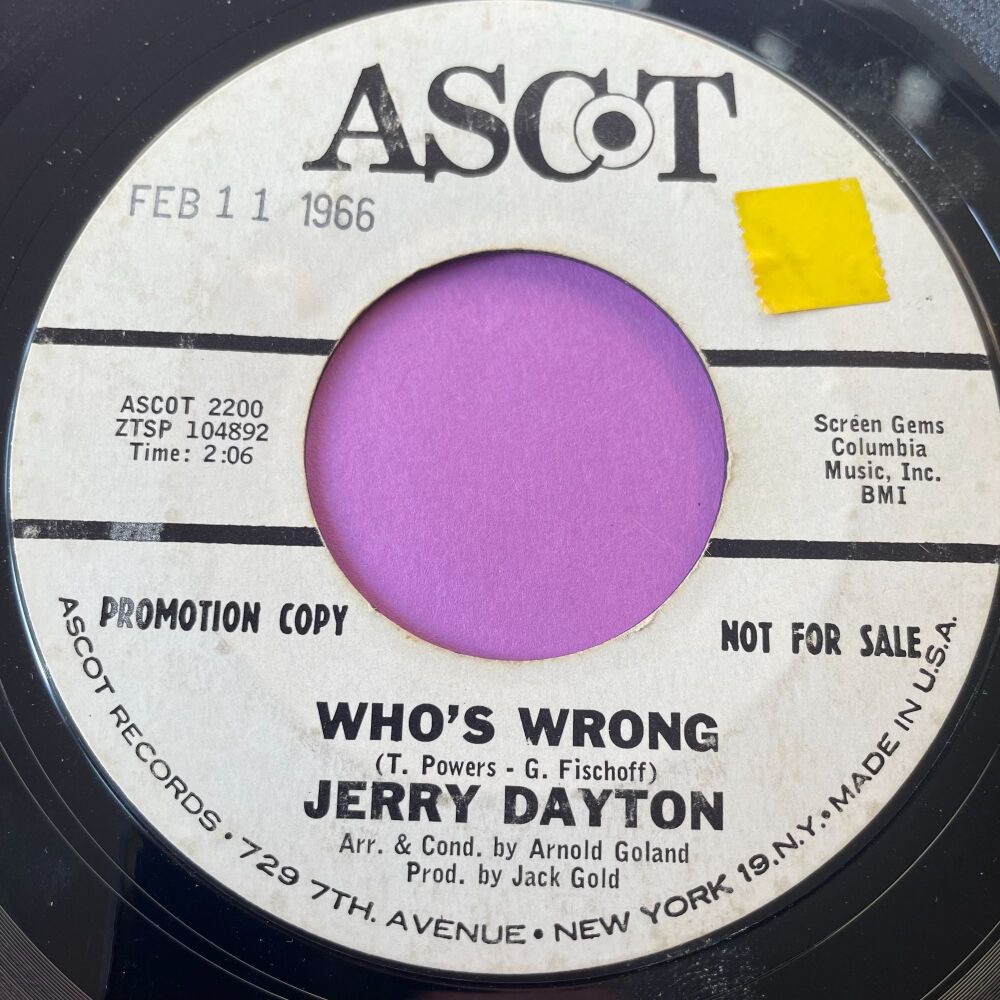 ASCOT
FEB 11 1966
ASCOT 2200
ZTSP 104892
Time: 2:06
Screen Gems
Columbia
Music, Inc.
BMI
PROMOTION COPY
NOT FOR SALE
WHO'S WRONG
(T. Powers - G. Fischoff)
JERRY DAYTON
Arr. & Cond. by Arnold Goland
Prod. by Jack Gold
ASCOT RECORDS • 729 7TH. AVENUE • NEW YORK 19. N.Y. • MADE IN U.S.A.